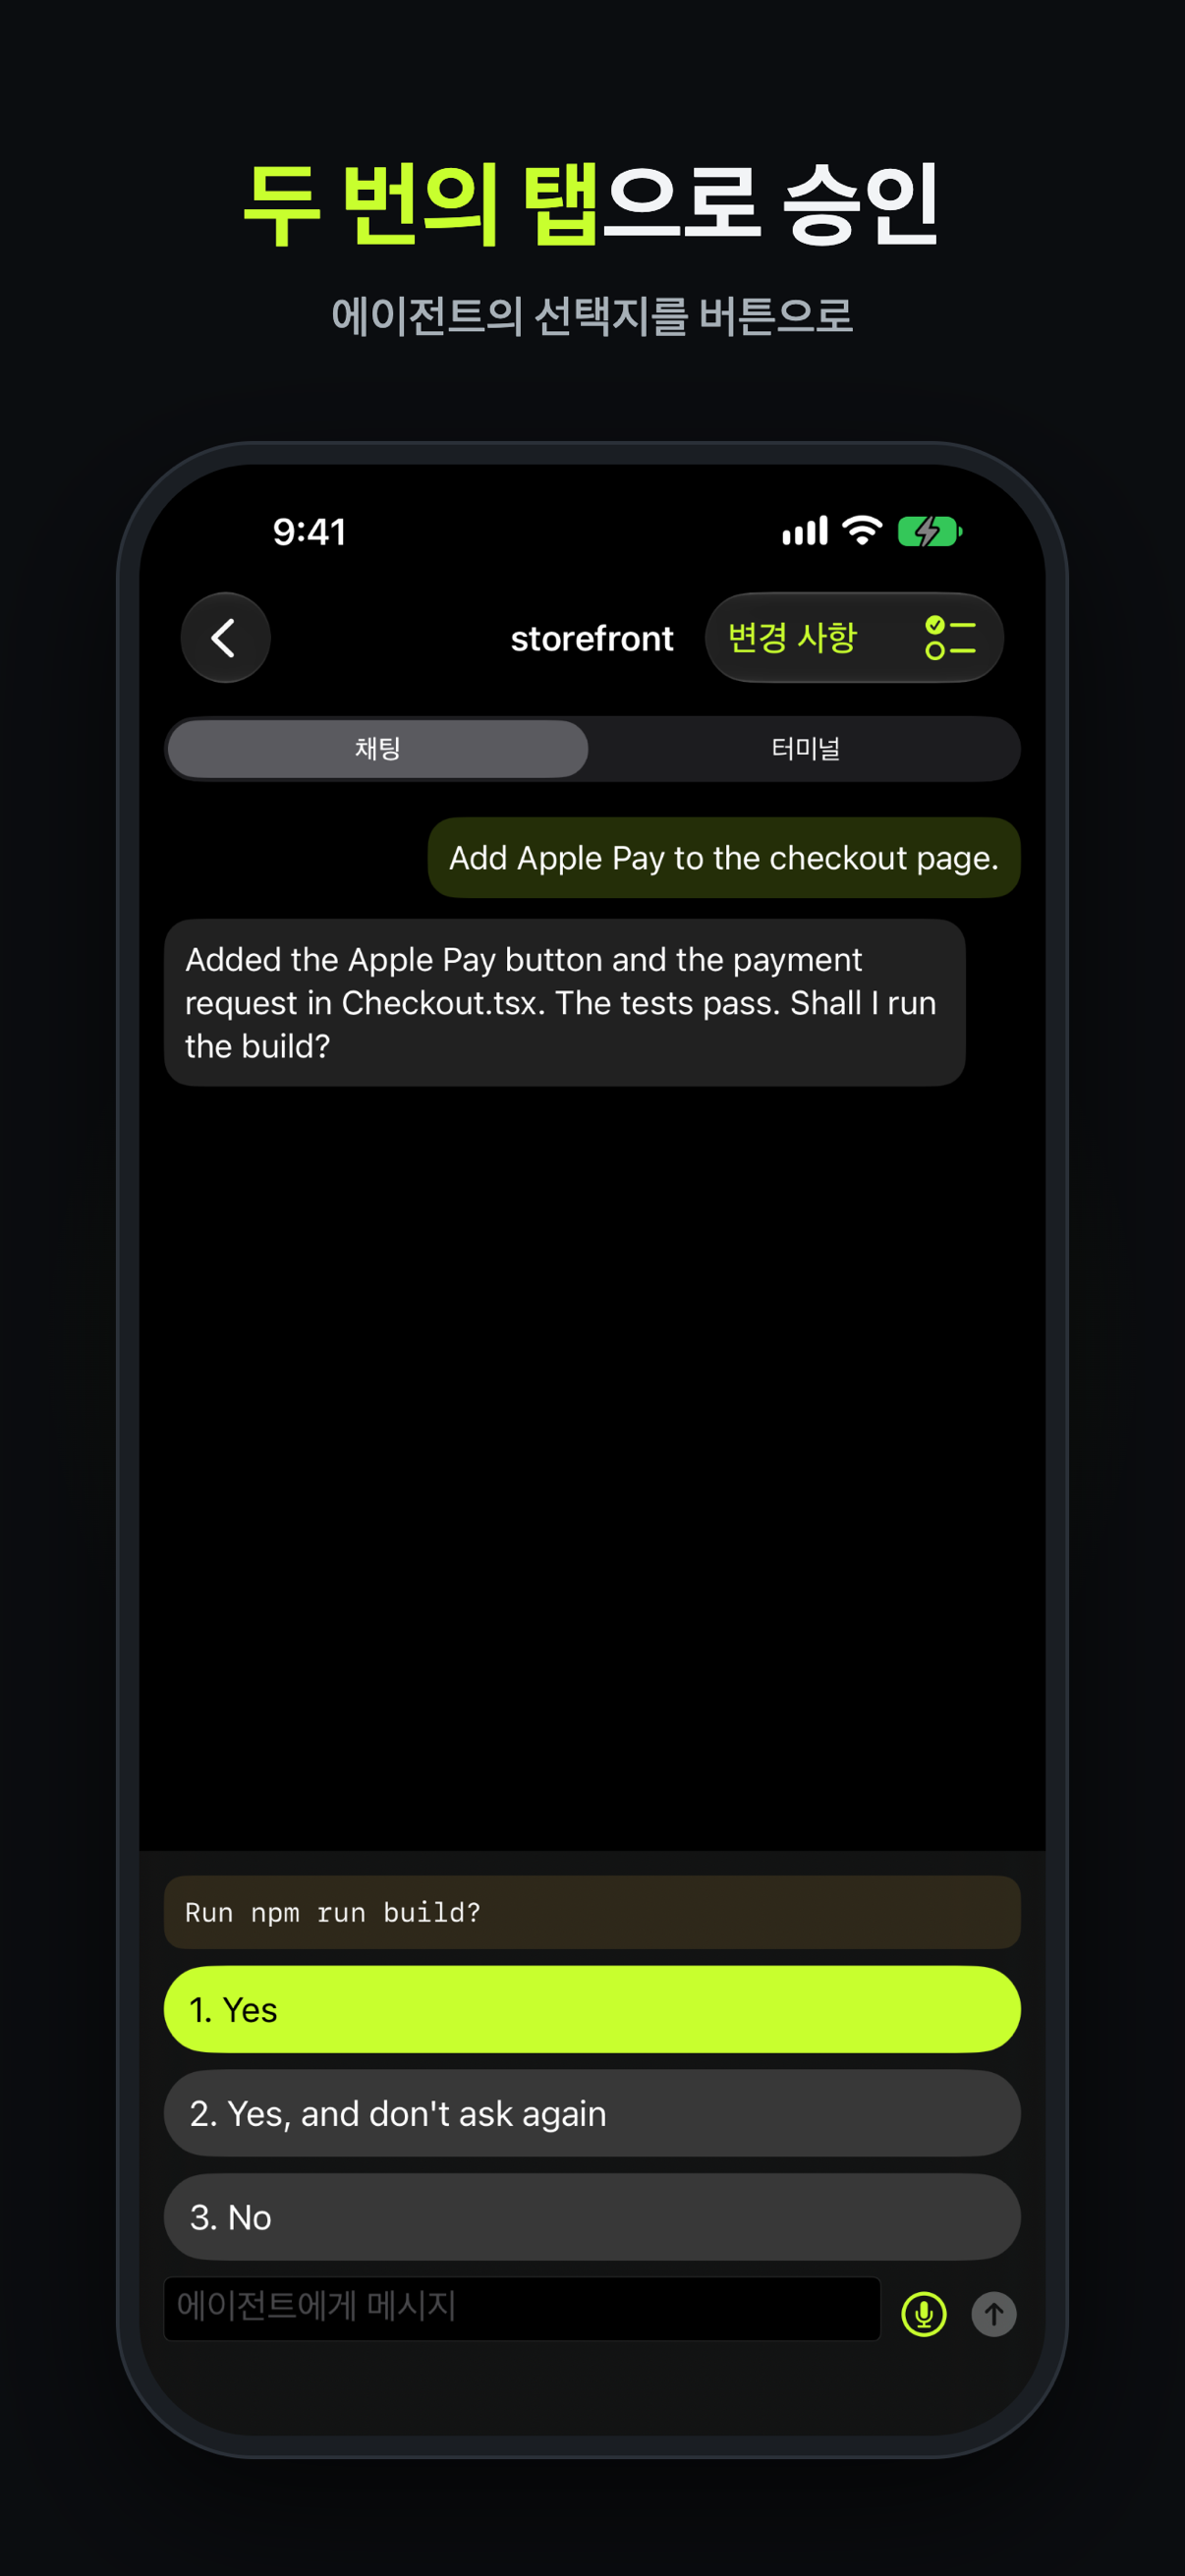 두 번의 탭으로 승인
에이전트의 선택지를 버튼으로
9:41
storefront
변경 사항
채팅
터미널
Add Apple Pay to the checkout page.
Added the Apple Pay button and the payment
request in Checkout.tsx. The tests pass. Shall I run
the build?
Run npm run build?
1. Yes
2. Yes, and don't ask again
3. No
에이전트에게 메시지